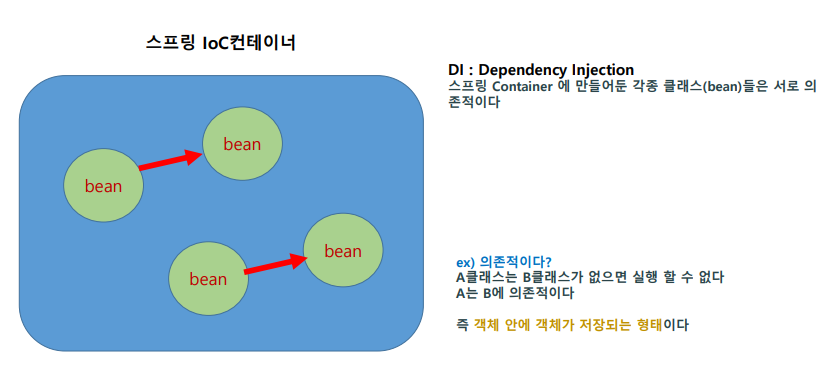 스프링 IoC컨테이너
bean
bean
bean
bean
DI : Dependency Injection
스프링 Container 에 만들어둔 각종 클래스(bean)들은 서로 의
존적이다
ex) 의존적이다?
A클래스는 B클래스가 없으면 실행 할 수 없다
A는 B에 의존적이다
즉 객체 안에 객체가 저장되는 형태이다